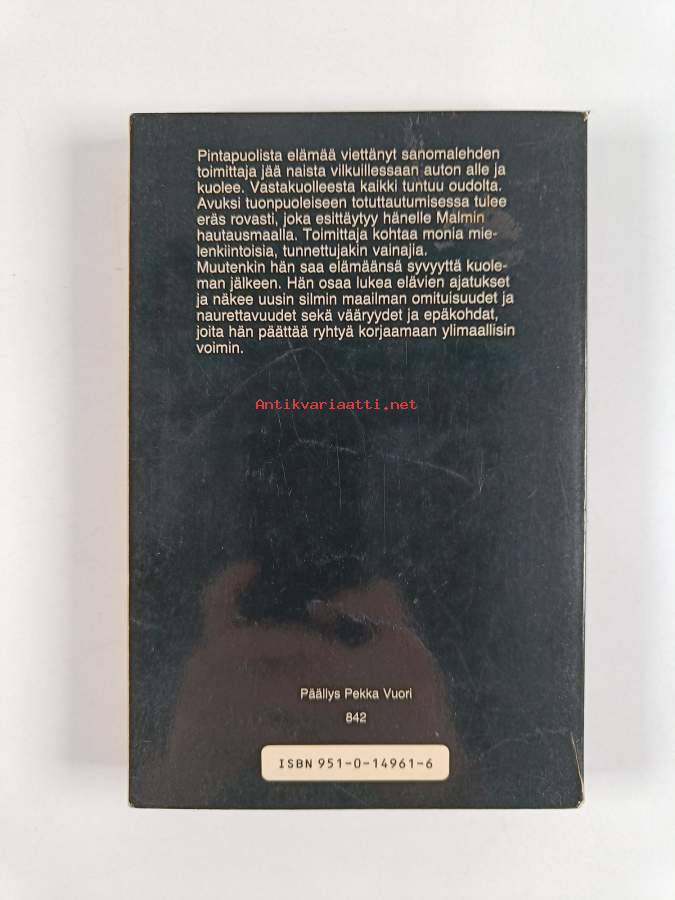 Pintapuolista elämää viettänyt sanomalehden
toimittaja jää naista vilkuillessaan auton alle ja
kuolee. Vastakuolleesta kaikki tuntuu oudolta.
Avuksi tuonpuoleiseen totuttautumisessa tulee
eräs rovasti, joka esittäytyy hänelle Malmin
hautausmaalla. Toimittaja kohtaa monia mie-
lenkiintoisia, tunnettujakin vainajia.
Muutenkin hän saa elämäänsä syvyyttä kuole-
man jälkeen. Hän osaa lukea elävien ajatukset
ja näkee uusin silmin maailman omituisuudet ja
naurettavuudet sekä vääryydet ja epäkohdat,
joita hän päättää ryhtyä korjaamaan ylimaallisin
voimin.
Antikvariaatti.net
Päällys Pekka Vuori
842
ISBN 951-0-14961-6